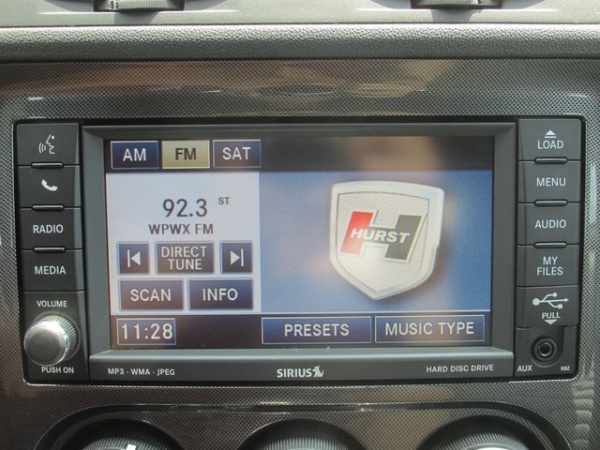 AM FM SAT
LOAD
MENU
92.3 ST
WPWX FM
HURST
RADIO
AUDIO
DIRECT
TUNE
MEDIA
MY
FILES
SCAN INFO
VOLUME
PULL
11:28 PRESETS MUSIC TYPE
PUSH ON
MP3 - WMA - JPEG
SIRIUS
HARD DISC DRIVE
AUX
RBZ